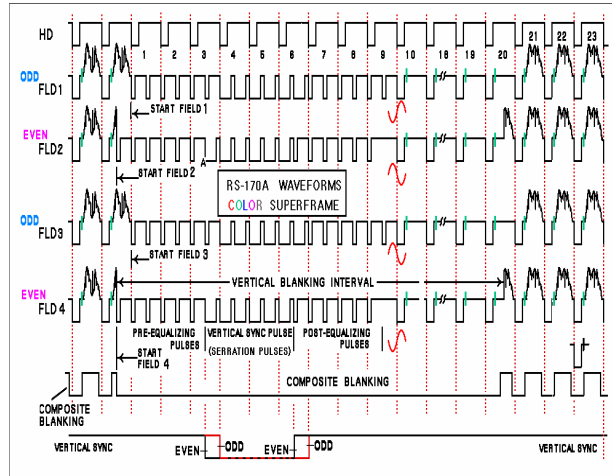 HD
1 2 3 4 5 6 7 8 9 10 18 19 20 21 22 23
ODD
FLD1
START FIELD 1
EVEN
FLD2
A
START FIELD 2
RS-170A WAVEFORMS
COLOR SUPERFRAME
ODD
FLD3
START FIELD 3
VERTICAL BLANKING INTERVAL
EVEN
FLD4
PRE-EQUALIZING PULSES
VERTICAL SYNC PULSE
(SERRATION PULSES)
POST-EQUALIZING PULSES
START FIELD 4
COMPOSITE BLANKING
COMPOSITE BLANKING
VERTICAL SYNC
EVEN
ODD
EVEN
ODD
VERTICAL SYNC